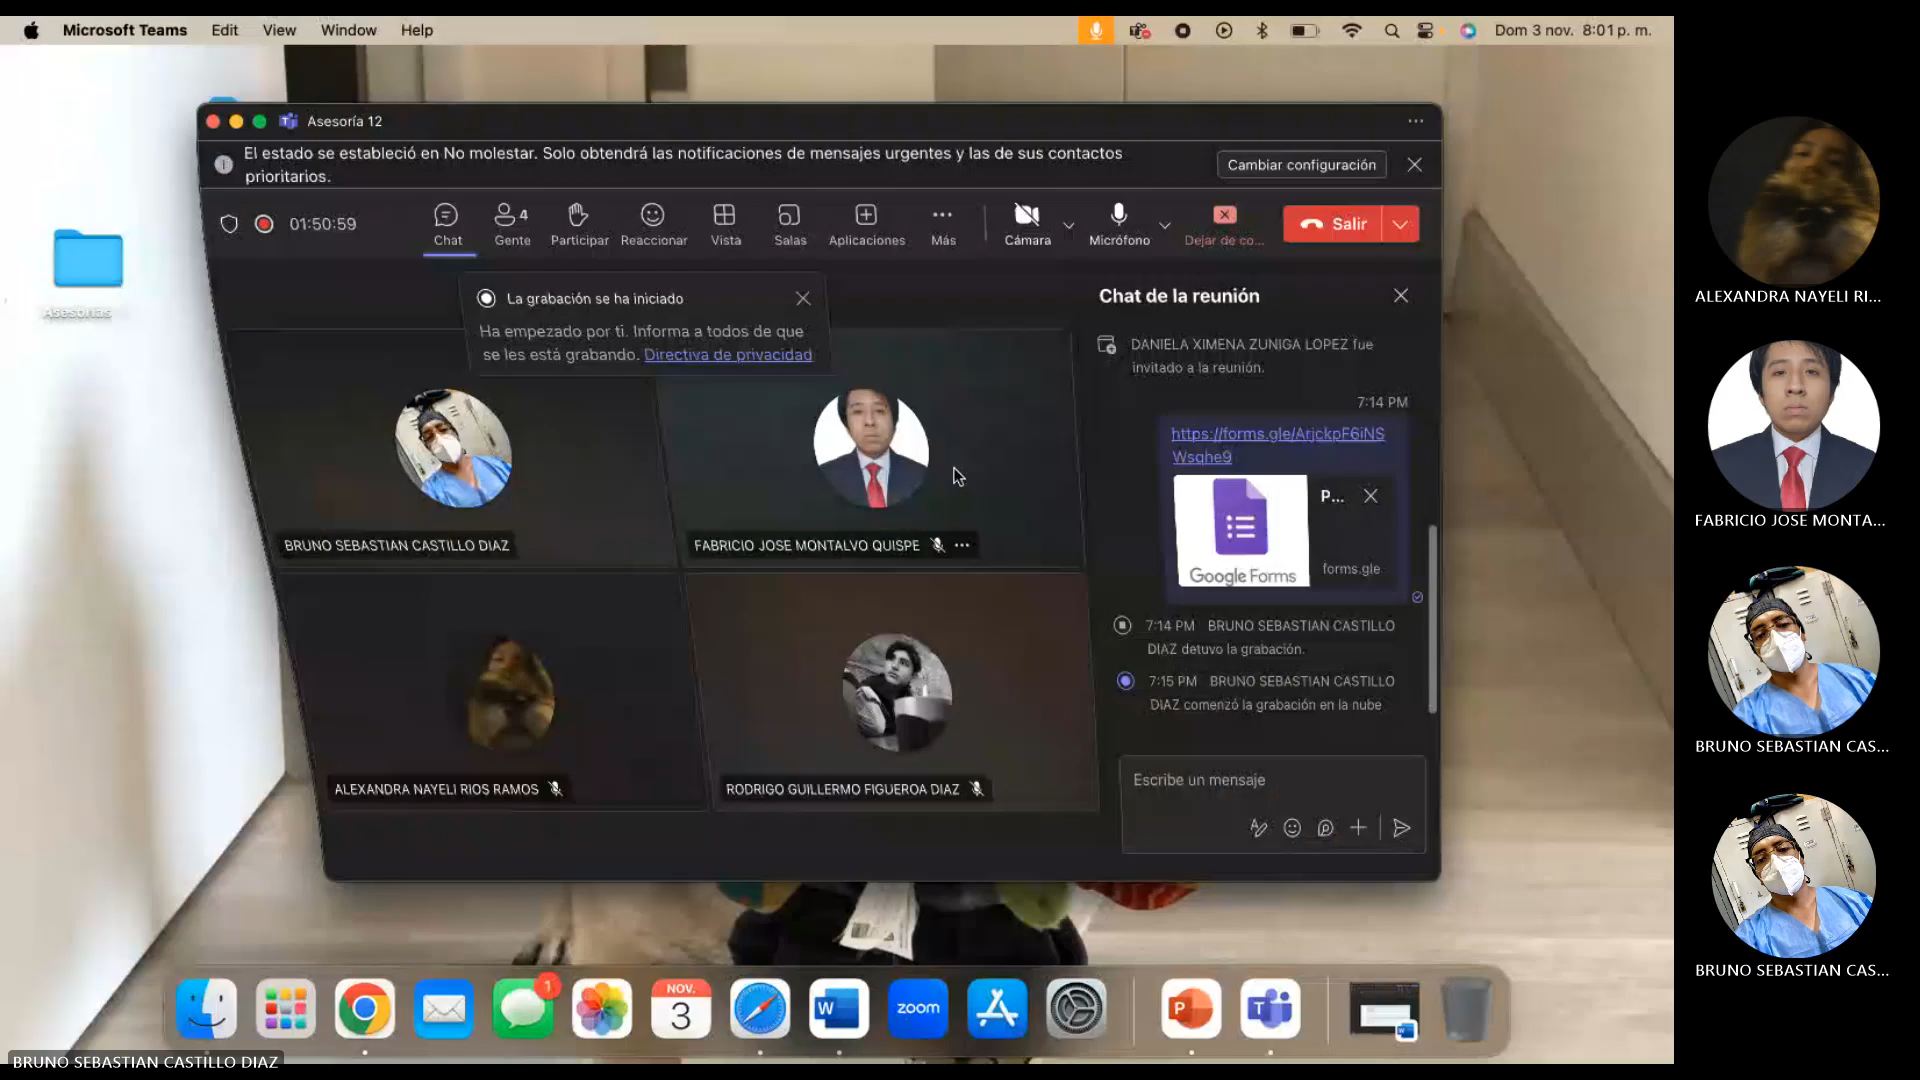 Microsoft Teams Edit View Window Help
Dom 3 nov. 8:01 p. m.
Asesoría 12
El estado se estableció en No molestar. Solo obtendrá las notificaciones de mensajes urgentes y las de sus contactos
prioritarios.
Cambiar configuración
01:50:59
Chat
Gente
4
Participar
Reaccionar
Vista
Salas
Aplicaciones
Más
Cámara
Micrófono
Dejar de co...
Salir
La grabación se ha iniciado
Ha empezado por ti. Informa a todos de que
se les está grabando. Directiva de privacidad
Asesorias
BRUNO SEBASTIAN CASTILLO DIAZ
FABRICIO JOSE MONTALVO QUISPE
ALEXANDRA NAYELI RIOS RAMOS
RODRIGO GUILLERMO FIGUEROA DIAZ
Chat de la reunión
DANIELA XIMENA ZUNIGA LOPEZ fue
invitado a la reunión.
7:14 PM
https://forms.gle/ArjckpF6iNS
Wsqhe9
P...
Google Forms
forms.gle
7:14 PM BRUNO SEBASTIAN CASTILLO
DIAZ detuvo la grabación.
7:15 PM BRUNO SEBASTIAN CASTILLO
DIAZ comenzó la grabación en la nube
Escribe un mensaje
ALEXANDRA NAYELI RI...
FABRICIO JOSE MONTA...
BRUNO SEBASTIAN CAS...
BRUNO SEBASTIAN CAS...
1
NOV.
3
W
zoom
P
T
BRUNO SEBASTIAN CASTILLO DIAZ